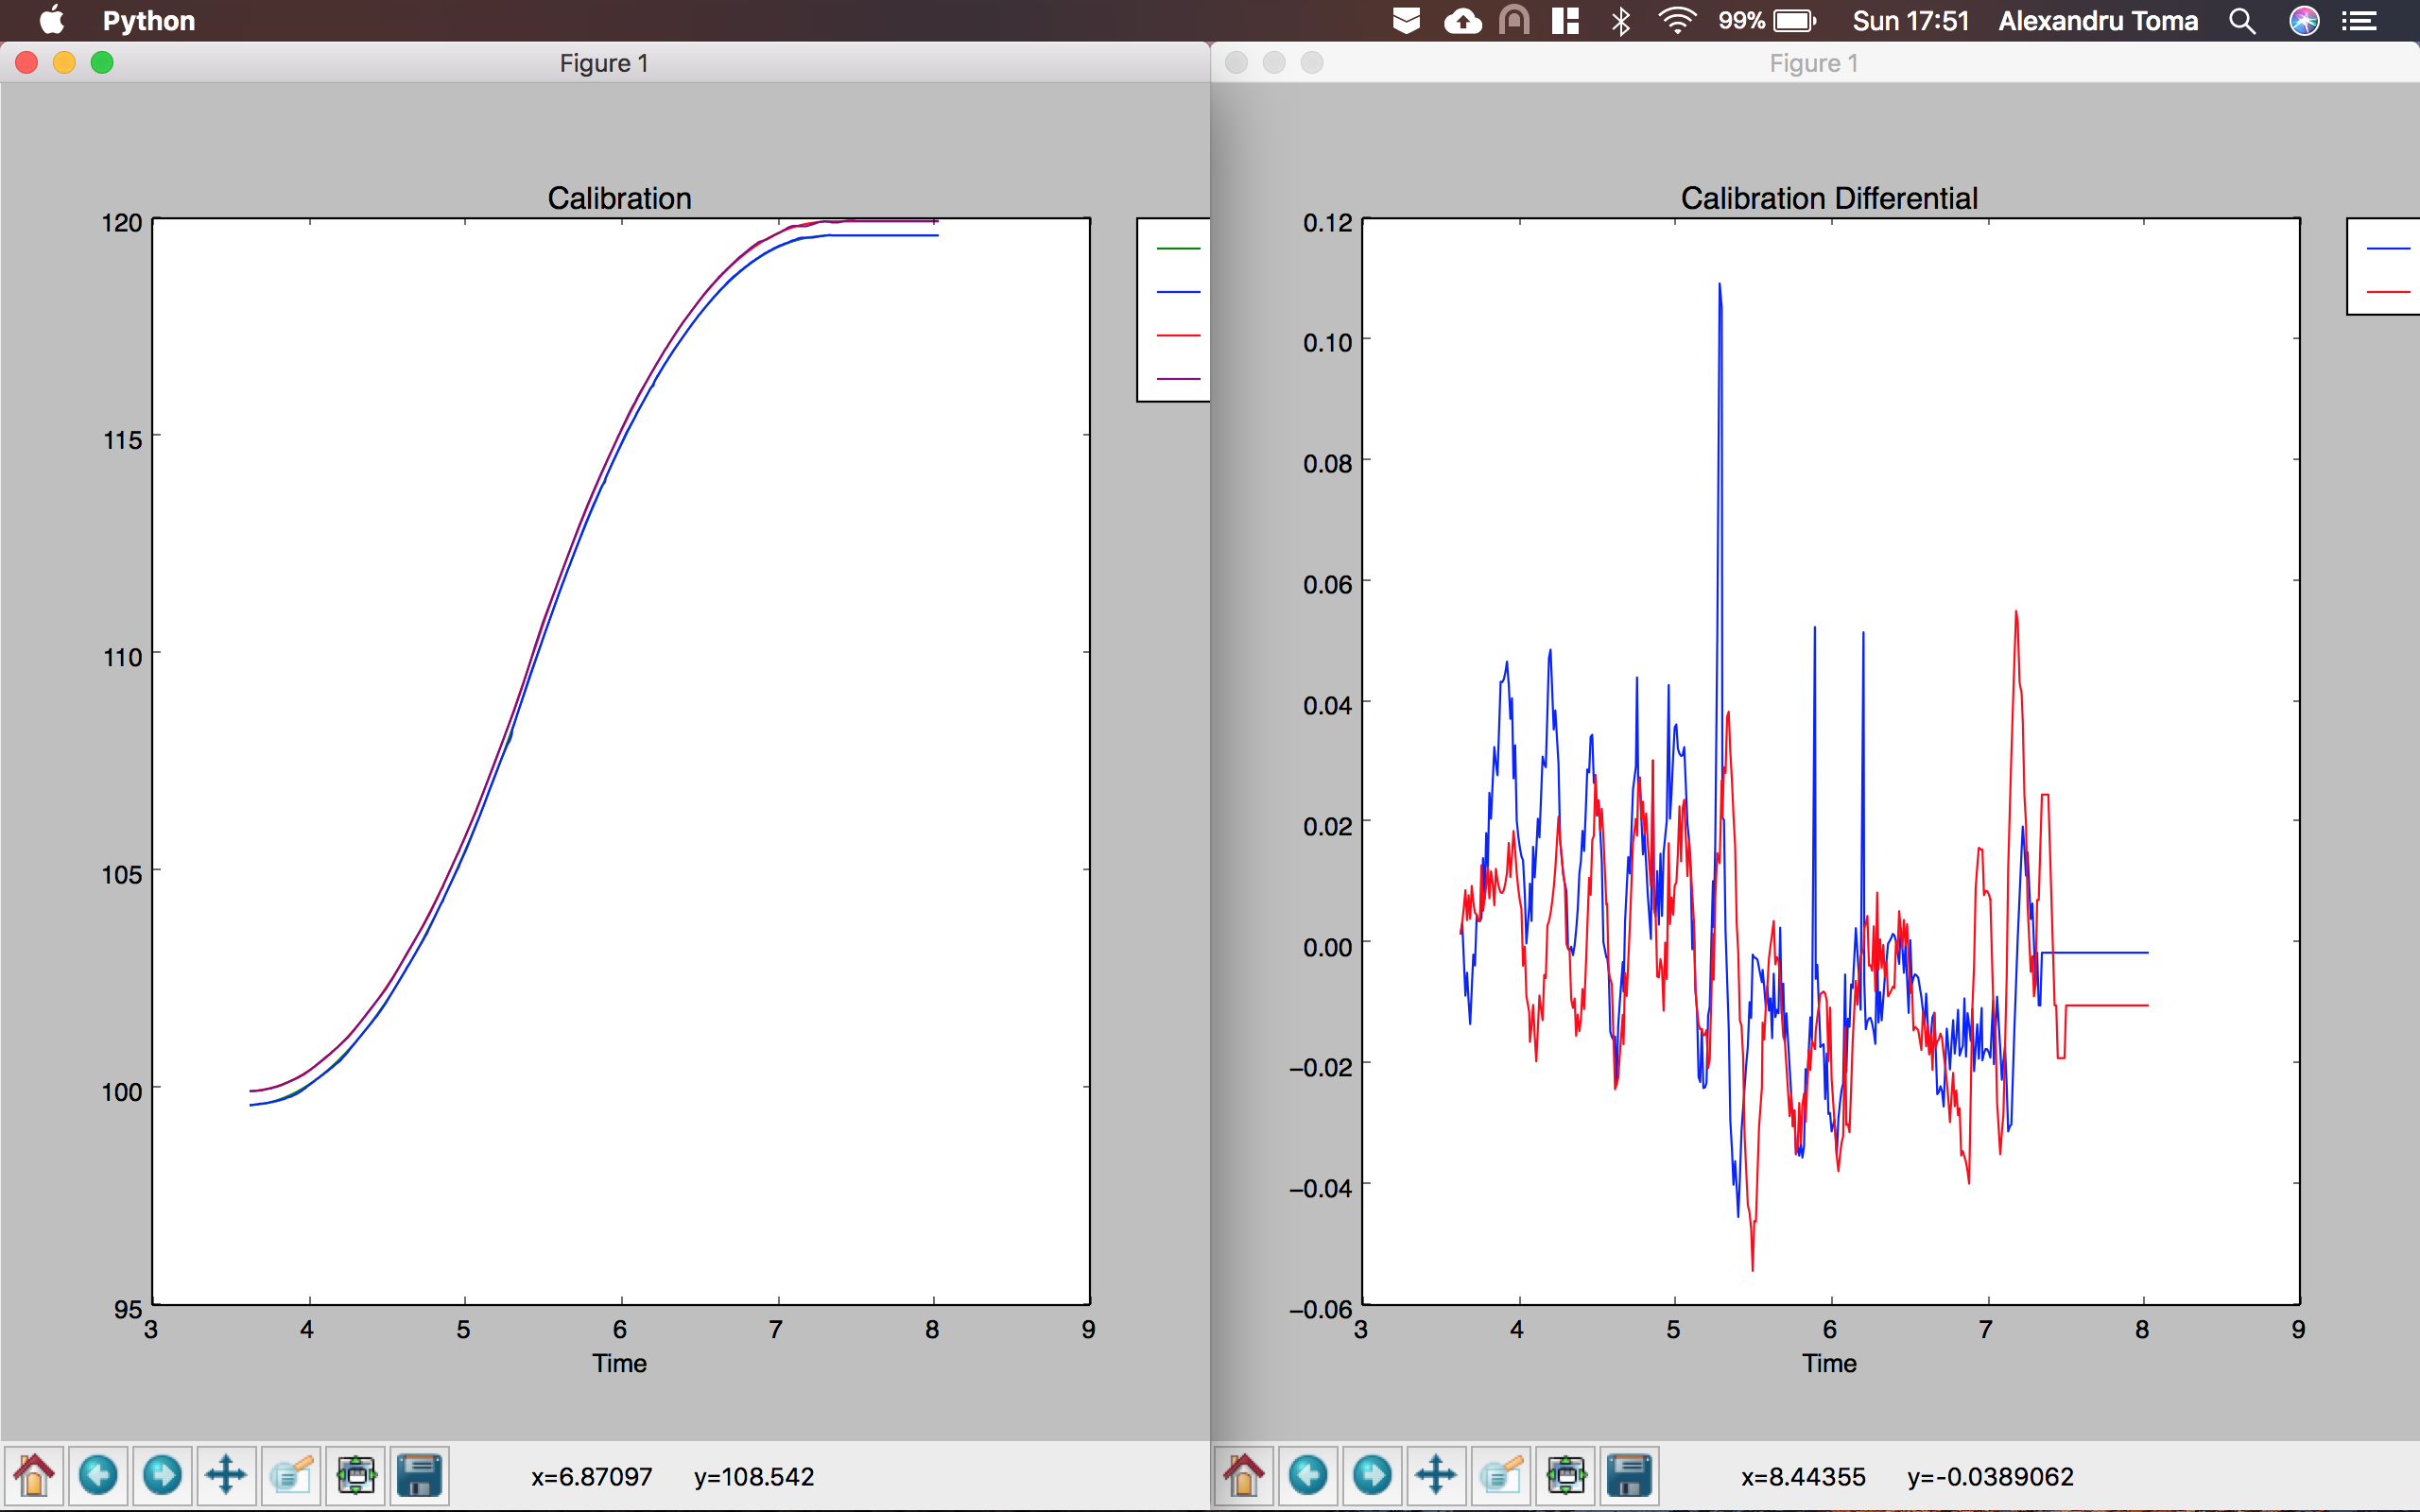 Python
99%
Sun 17:51
Alexandru Toma
Figure 1
Calibration
120
115
110
105
100
95
3 4 5 6 7 8 9
Time
x=6.87097 y=108.542
Figure 1
Calibration Differential
0.12
0.10
0.08
0.06
0.04
0.02
0.00
−0.02
−0.04
−0.06
3 4 5 6 7 8 9
Time
x=8.44355 y=-0.0389062